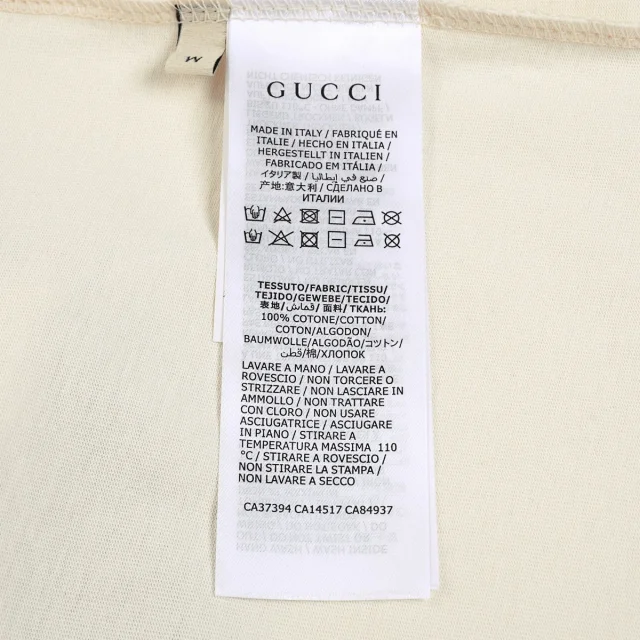 M
GUCCI
MADE IN ITALY / FABRIQUÉ EN
ITALIE / HECHO EN ITALIA /
HERGESTELLT IN ITALIEN /
FABRICADO EM ITÁLIA /
イタリア製 / صنع في إيطاليا /
产地:意大利 / СДЕЛАНО В
ИТАЛИИ
TESSUTO/FABRIC/TISSU/
TEJIDO/GEWEBE/TECIDO/
表地/قماش/ 面料/ ТКАНЬ:
100% COTONE/COTTON/
COTON/ALGODON/
BAUMWOLLE/ALGODÃO/コットン/
قطن/棉/ХЛОПОК
LAVARE A MANO / LAVARE A
ROVESCIO / NON TORCERE O
STRIZZARE / NON LASCIARE IN
AMMOLLO / NON TRATTARE
CON CLORO / NON USARE
ASCIUGATRICE / ASCIUGARE
IN PIANO / STIRARE A
TEMPERATURA MASSIMA 110
°C / STIRARE A ROVESCIO /
NON STIRARE LA STAMPA /
NON LAVARE A SECCO
CA37394 CA14517 CA84937